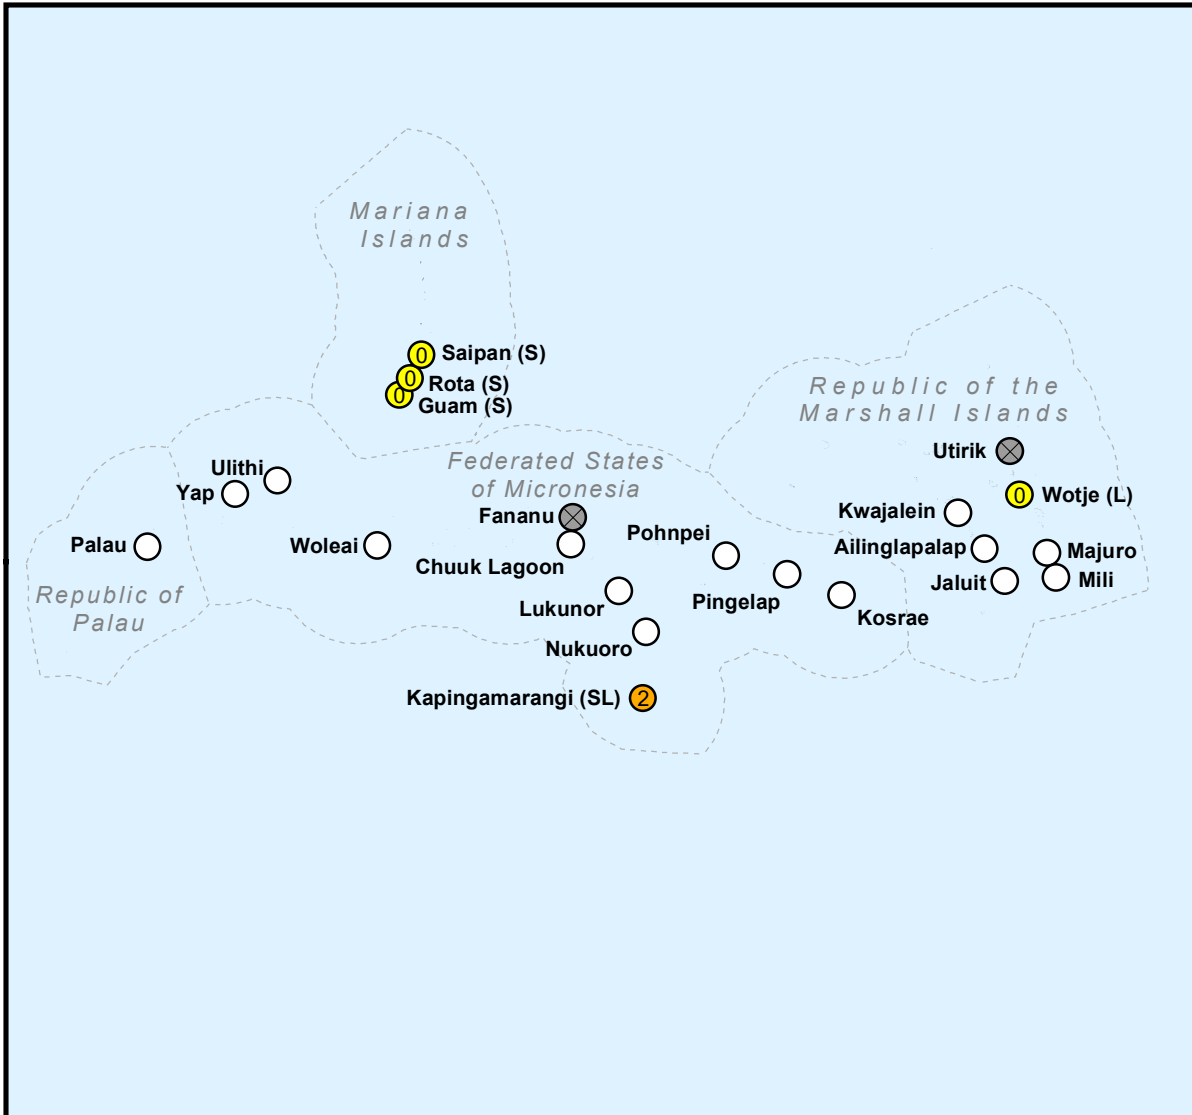 Mariana
Islands
0 Saipan (S)
0 Rota (S)
0 Guam (S)
Republic of the
Marshall Islands
Utirik
0 Wotje (L)
Federated States
of Micronesia
Ulithi
Yap
Fananu
Kwajalein
Pohnpei
Palau
Woleai
Chuuk Lagoon
Ailinglapalap
Majuro
Jaluit
Mili
Republic of
Palau
Lukunor
Pingelap
Kosrae
Nukuoro
Kapingamarangi (SL) 2